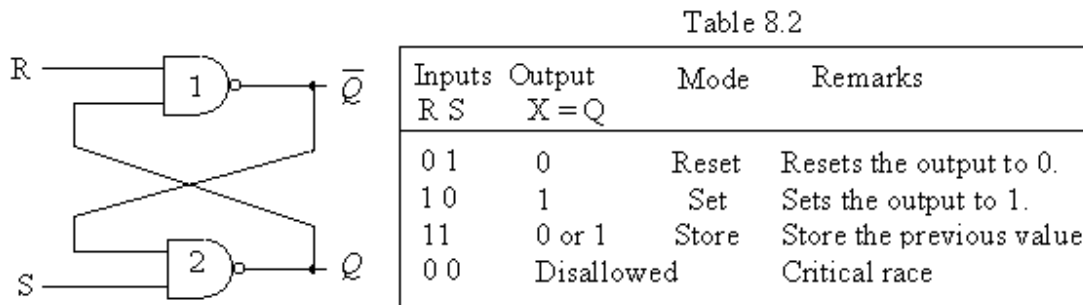 Table 8.2
R
1
Q̅
2
Q
S
Inputs Output Mode Remarks
R S X = Q
0 1 0 Reset Resets the output to 0.
1 0 1 Set Sets the output to 1.
11 0 or 1 Store Store the previous value
0 0 Disallowed Critical race